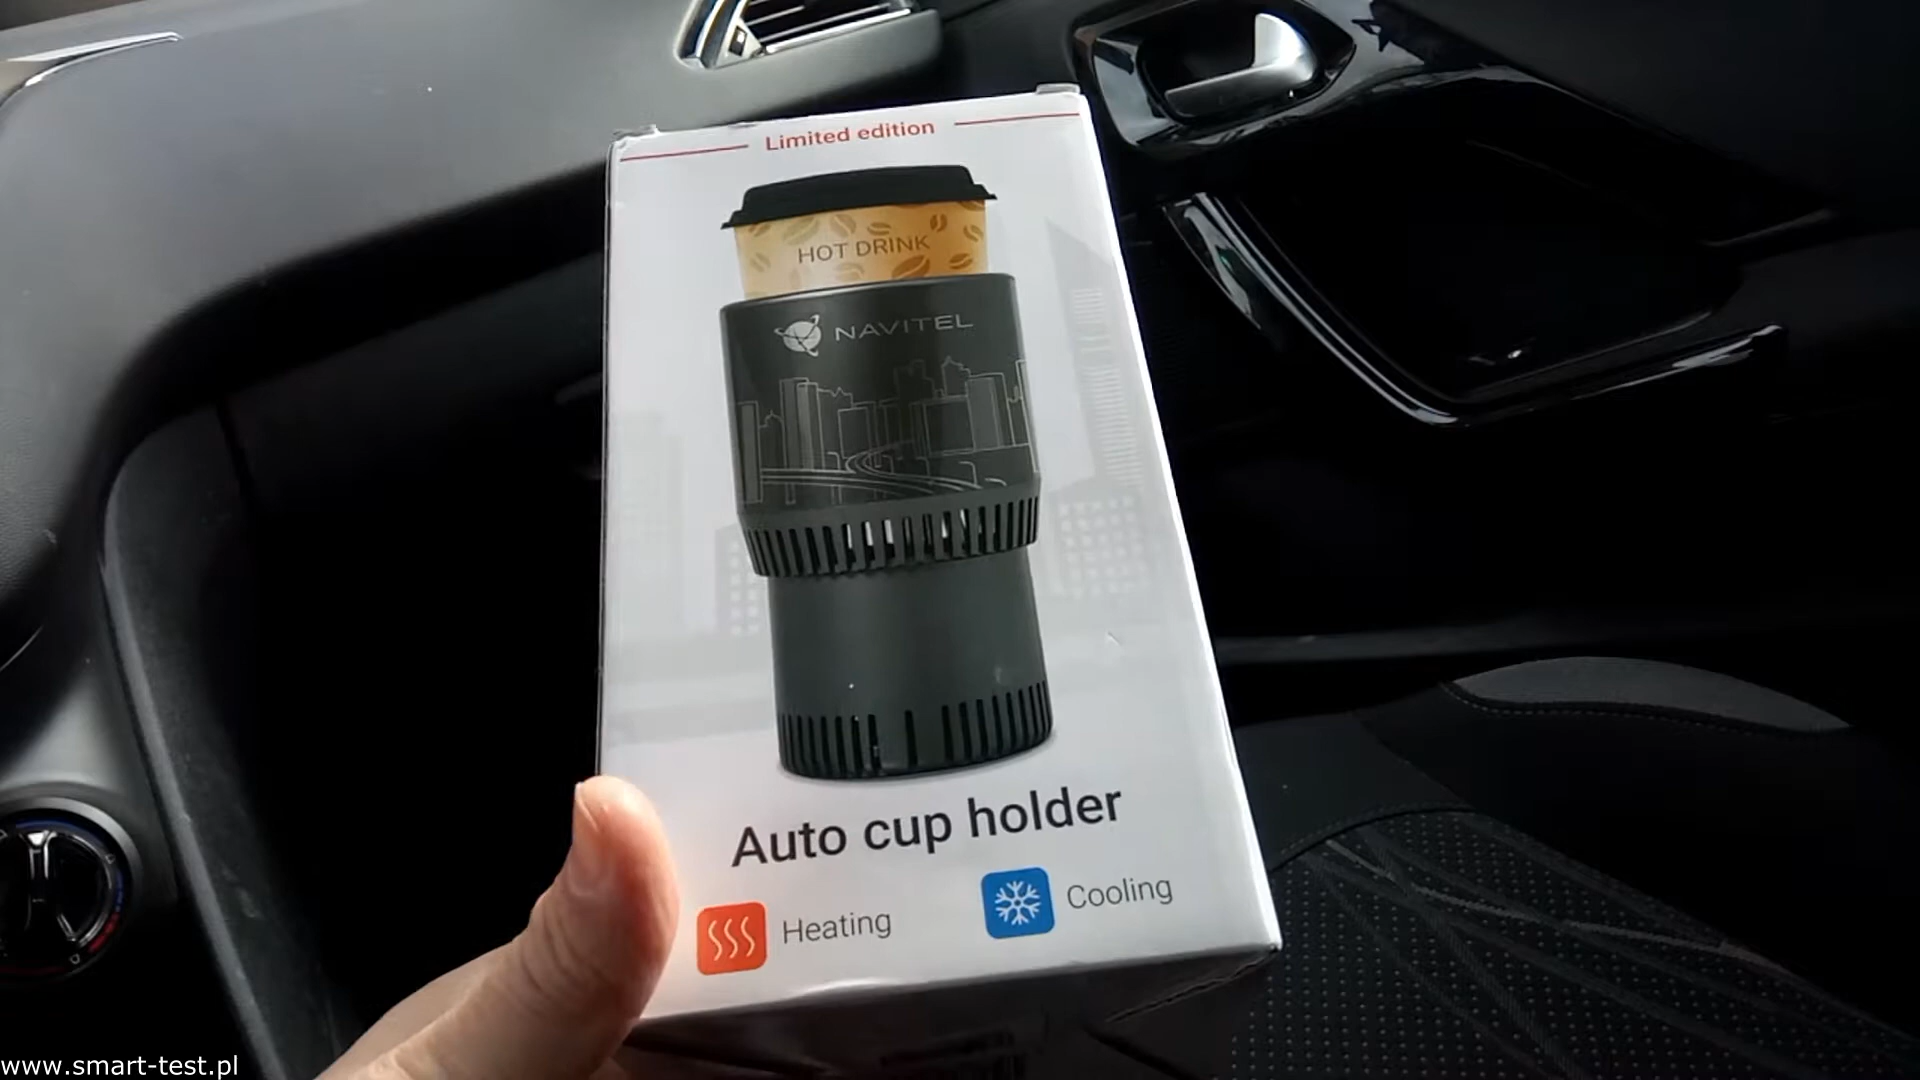 Limited edition
HOT DRINK
NAVITEL
Auto cup holder
Heating
Cooling
www.smart-test.pl